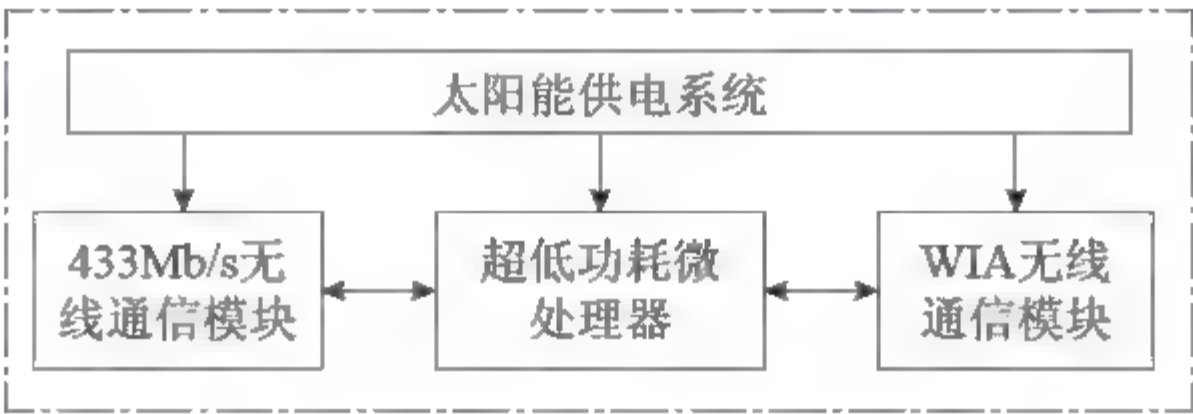 太阳能供电系统
433Mb/s无
线通信模块
超低功耗微
处理器
WIA无线
通信模块